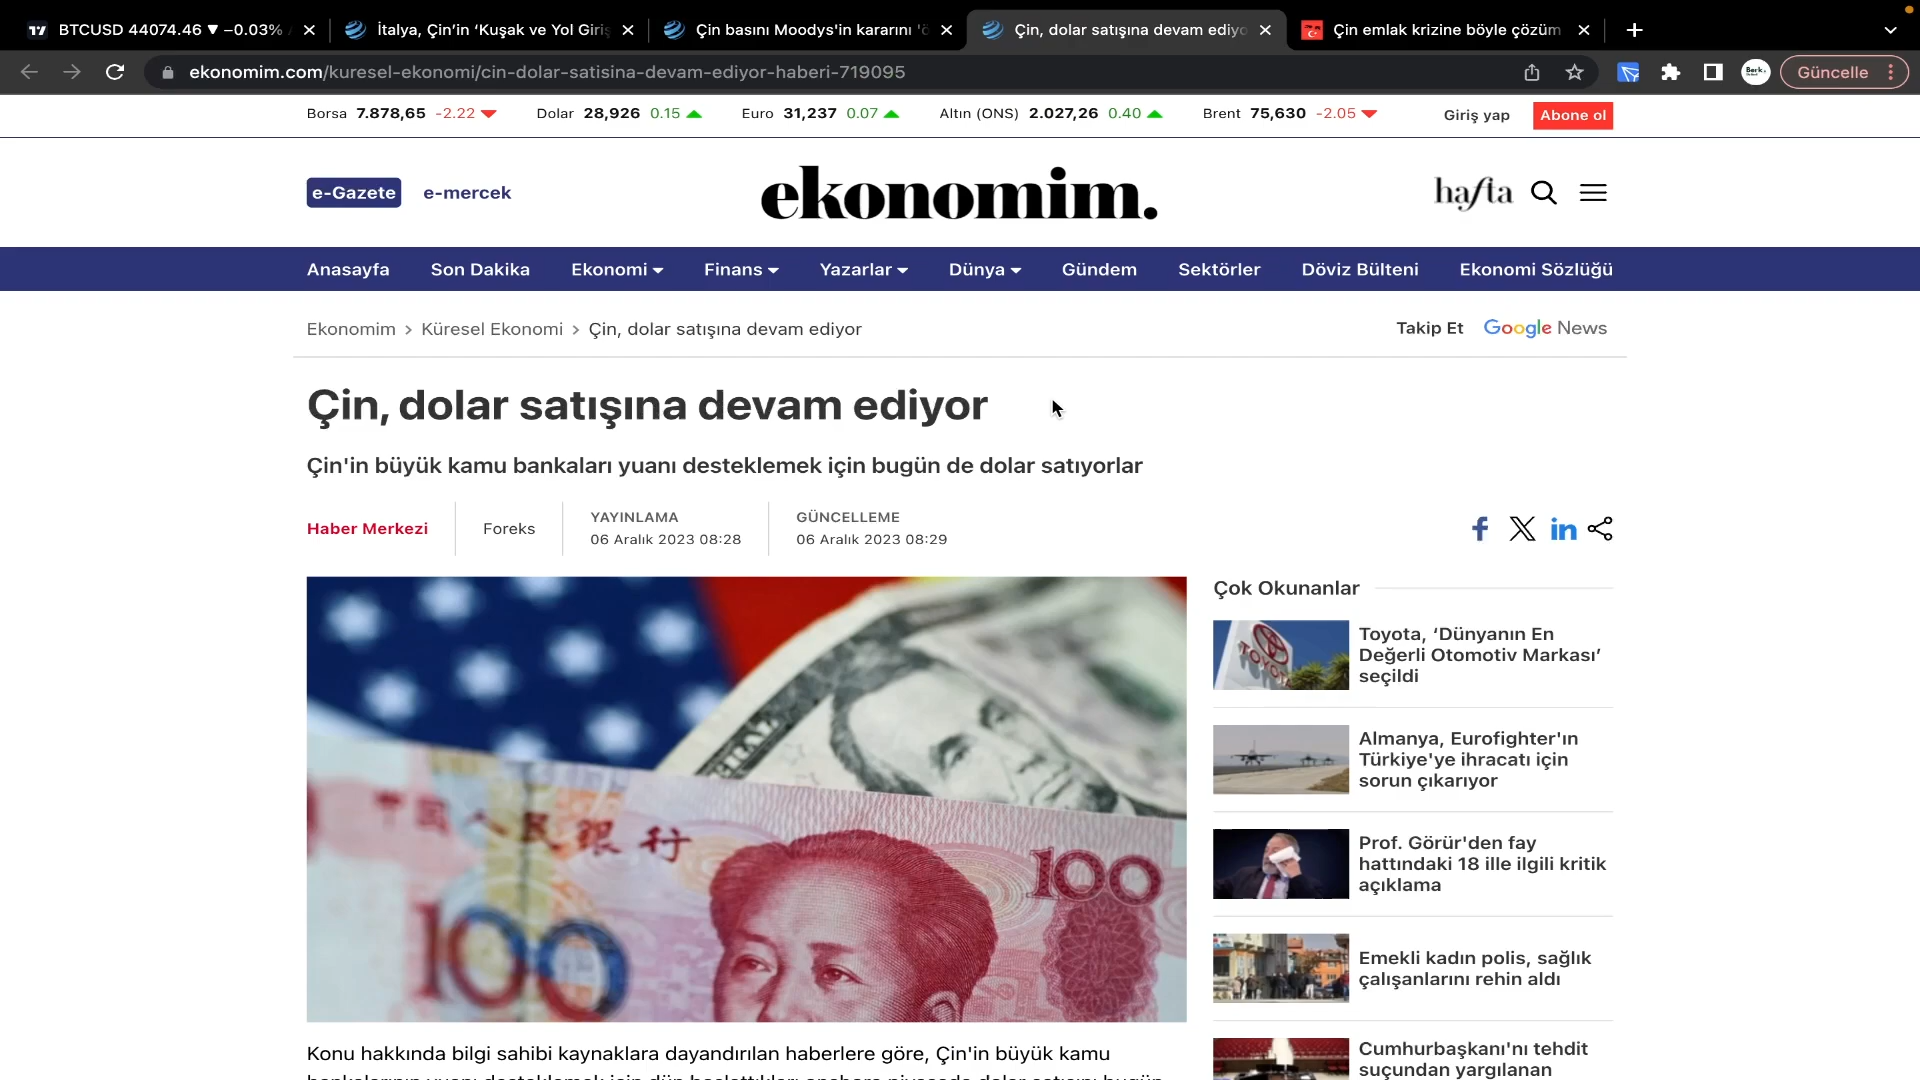 BTCUSD 44074.46 ▼ −0.03%
İtalya, Çin’in ‘Kuşak ve Yol Giriş
Çin basını Moodys'in kararını 'ö
Çin, dolar satışına devam ediyo
Çin emlak krizine böyle çözüm
ekonomim.com/kuresel-ekonomi/cin-dolar-satisina-devam-ediyor-haberi-719095
Güncelle
Borsa 7.878,65 -2.22
Dolar 28,926 0.15
Euro 31,237 0.07
Altın (ONS) 2.027,26 0.40
Brent 75,630 -2.05
Giriş yap
Abone ol
e-Gazete
e-mercek
ekonomim.
hafta
Anasayfa
Son Dakika
Ekonomi
Finans
Yazarlar
Dünya
Gündem
Sektörler
Döviz Bülteni
Ekonomi Sözlüğü
Ekonomim > Küresel Ekonomi > Çin, dolar satışına devam ediyor
Takip Et Google News
Çin, dolar satışına devam ediyor
Çin'in büyük kamu bankaları yuanı desteklemek için bugün de dolar satıyorlar
Haber Merkezi
Foreks
YAYINLAMA
06 Aralık 2023 08:28
GÜNCELLEME
06 Aralık 2023 08:29
100
100
Çok Okunanlar
TOYOTA
Toyota, ‘Dünyanın En
Değerli Otomotiv Markası’
seçildi
Almanya, Eurofighter'ın
Türkiye'ye ihracatı için
sorun çıkarıyor
Prof. Görür'den fay
hattındaki 18 ille ilgili kritik
açıklama
Emekli kadın polis, sağlık
çalışanlarını rehin aldı
Cumhurbaşkanı'nı tehdit
suçundan yargılanan
Konu hakkında bilgi sahibi kaynaklara dayandırılan haberlere göre, Çin'in büyük kamu